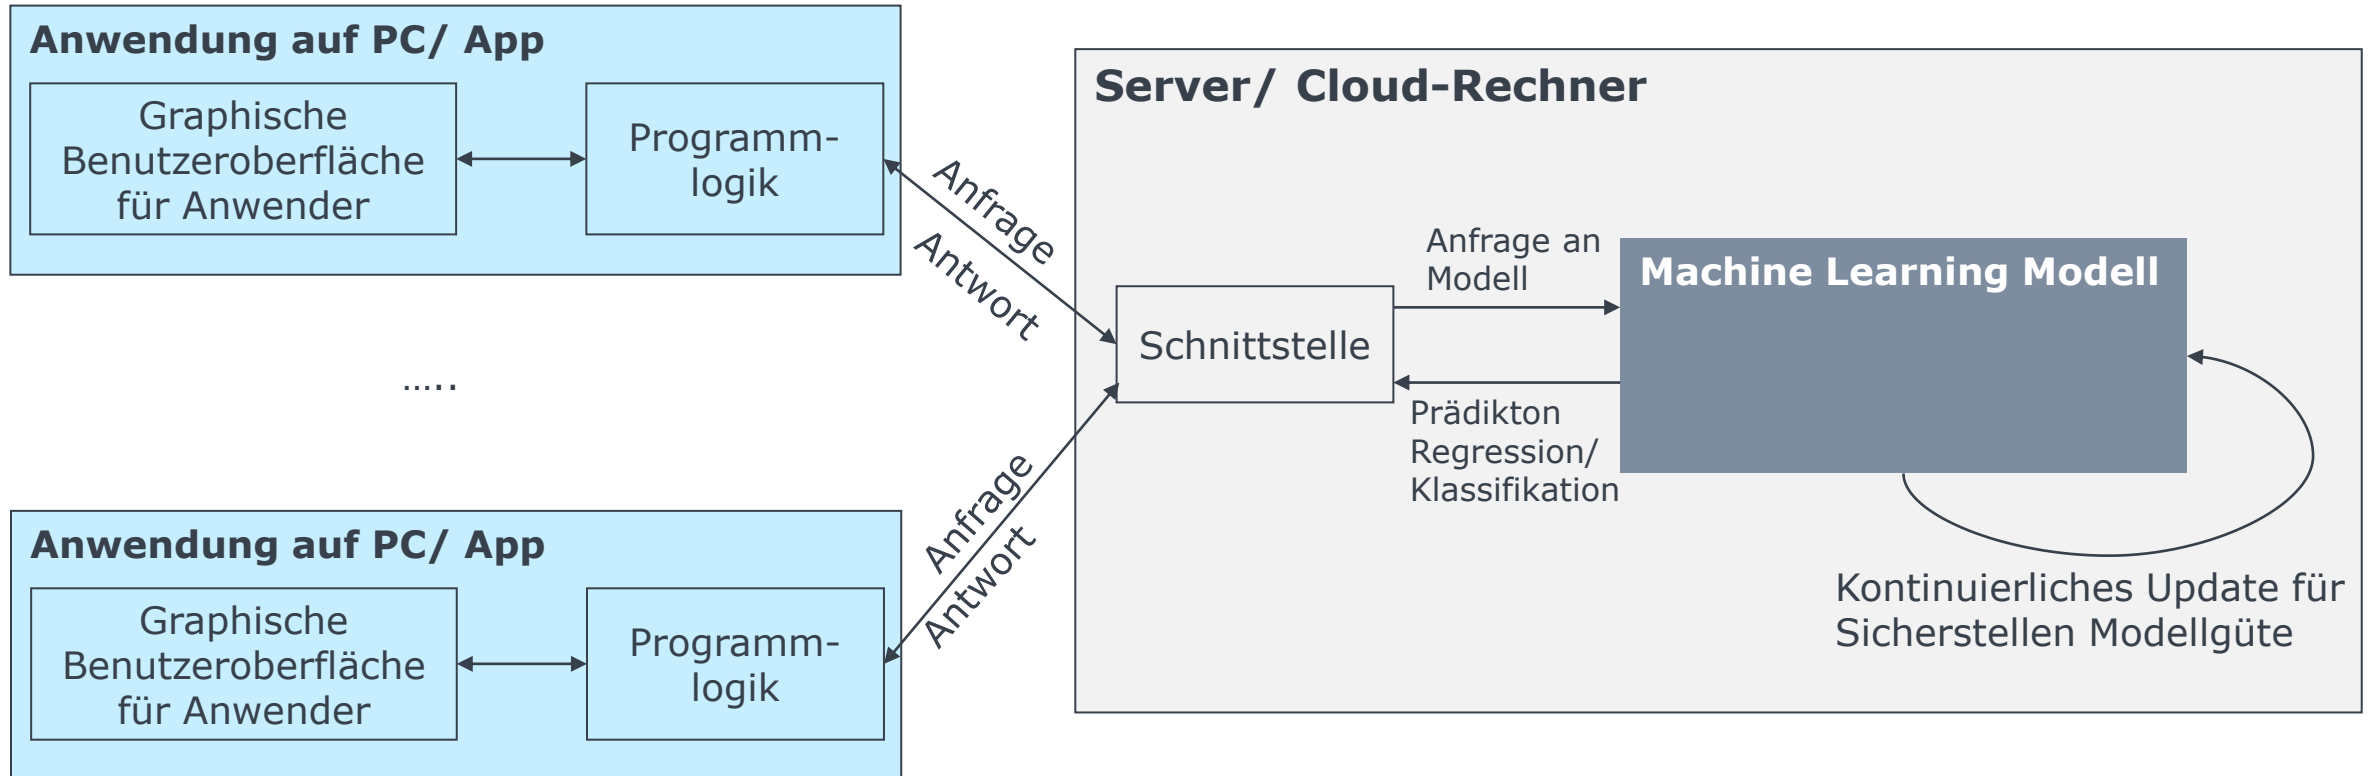 Anwendung auf PC/ App
Graphische
Benutzeroberfläche
für Anwender
Programm-
logik
Anfrage
Antwort
…..
Anwendung auf PC/ App
Graphische
Benutzeroberfläche
für Anwender
Programm-
logik
Anfrage
Antwort
Server/ Cloud-Rechner
Schnittstelle
Anfrage an
Modell
Prädikton
Regression/
Klassifikation
Machine Learning Modell
Kontinuierliches Update für
Sicherstellen Modellgüte